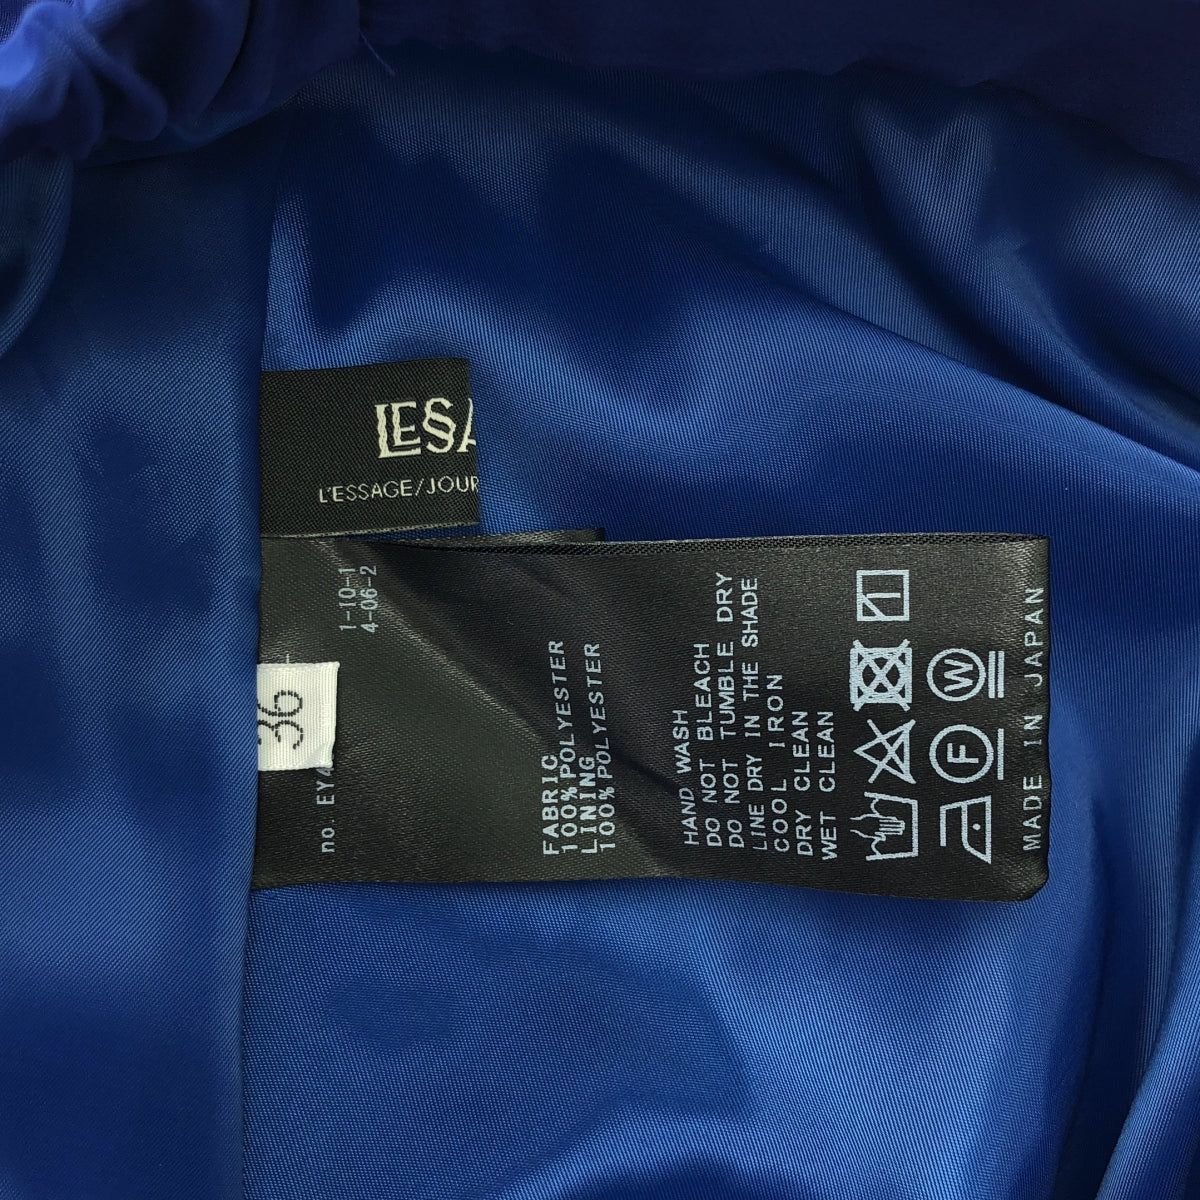 L'ESSAGE/JOUR
36
1-10-1
4-06-2
no. EY4
FABRIC
100%POLYESTER
LINING
100%POLYESTER
HAND WASH
DO NOT BLEACH
DO NOT TUMBLE DRY
LINE DRY IN THE SHADE
COOL IRON
DRY CLEAN
WET CLEAN
W
F
MADE IN JAPAN